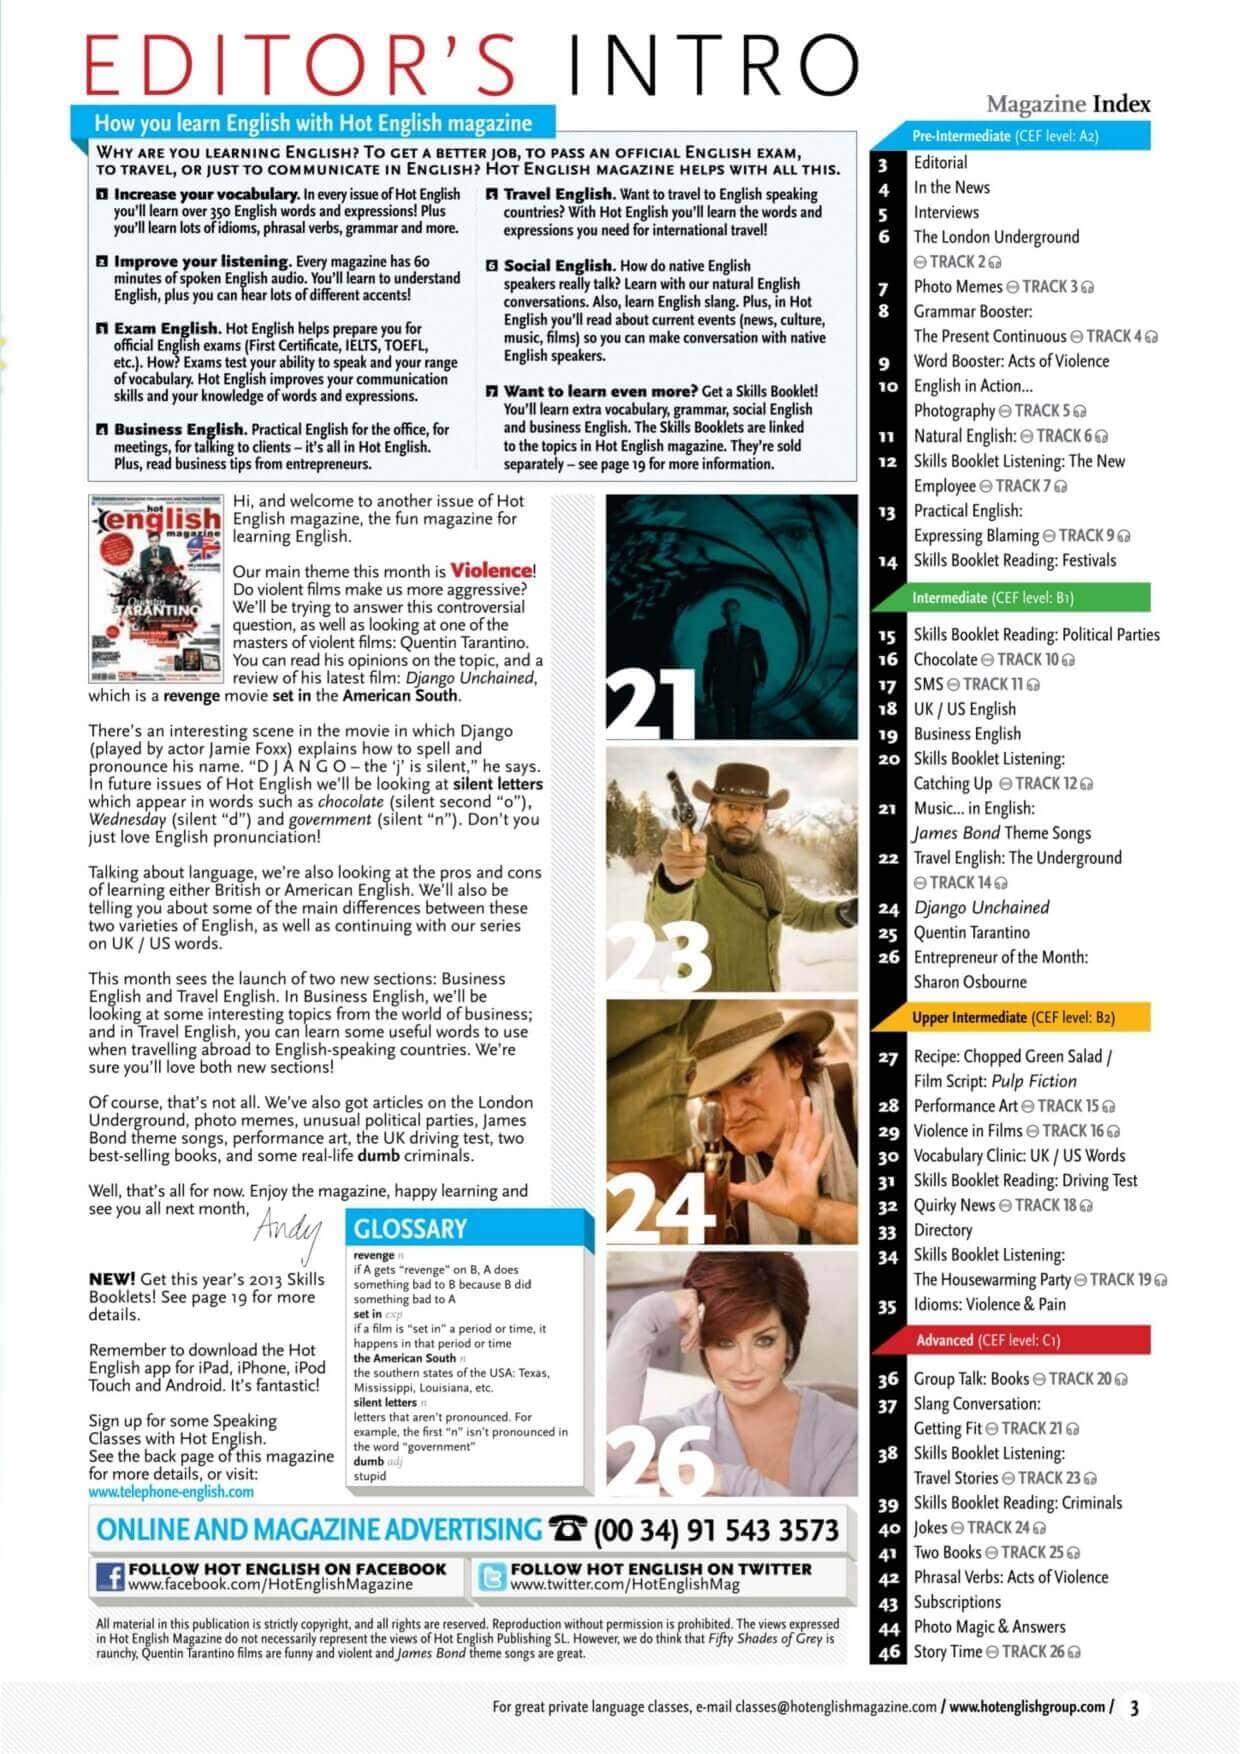 EDITOR'S INTRO
How you learn English with Hot English magazine
WHY ARE YOU LEARNING ENGLISH? TO GET A BETTER JOB, TO PASS AN OFFICIAL ENGLISH EXAM,
TO TRAVEL, OR JUST TO COMMUNICATE IN ENGLISH? HOT ENGLISH MAGAZINE HELPS WITH ALL THIS.
1 Increase your vocabulary. In every issue of Hot English
you'll learn over 350 English words and expressions! Plus
you'll learn lots of idioms, phrasal verbs, grammar and more.
2 Improve your listening. Every magazine has 60
minutes of spoken English audio. You'll learn to understand
English, plus you can hear lots of different accents!
3 Exam English. Hot English helps prepare you for
official English exams (First Certificate, IELTS, TOEFL,
etc.). How? Exams test your ability to speak and your range
of vocabulary. Hot English improves your communication
skills and your knowledge of words and expressions.
4 Business English. Practical English for the office, for
meetings, for talking to clients – it's all in Hot English.
Plus, read business tips from entrepreneurs.
5 Travel English. Want to travel to English speaking
countries? With Hot English you'll learn the words and
expressions you need for international travel!
6 Social English. How do native English
speakers really talk? Learn with our natural English
conversations. Also, learn English slang. Plus, in Hot
English you'll read about current events (news, culture,
music, films) so you can make conversation with native
English speakers.
7 Want to learn even more? Get a Skills Booklet!
You'll learn extra vocabulary, grammar, social English
and business English. The Skills Booklets are linked
to the topics in Hot English magazine. They're sold
separately – see page 19 for more information.
hot
english
magazine
Quentin
TARANTINO
Hi, and welcome to another issue of Hot
English magazine, the fun magazine for
learning English.
Our main theme this month is Violence!
Do violent films make us more aggressive?
We'll be trying to answer this controversial
question, as well as looking at one of the
masters of violent films: Quentin Tarantino.
You can read his opinions on the topic, and a
review of his latest film: Django Unchained,
which is a revenge movie set in the American South.
There's an interesting scene in the movie in which Django
(played by actor Jamie Foxx) explains how to spell and
pronounce his name. "D J A N G O – the 'j' is silent," he says.
In future issues of Hot English we'll be looking at silent letters
which appear in words such as chocolate (silent second "o"),
Wednesday (silent "d") and government (silent "n"). Don't you
just love English pronunciation!
Talking about language, we're also looking at the pros and cons
of learning either British or American English. We'll also be
telling you about some of the main differences between these
two varieties of English, as well as continuing with our series
on UK / US words.
This month sees the launch of two new sections: Business
English and Travel English. In Business English, we'll be
looking at some interesting topics from the world of business;
and in Travel English, you can learn some useful words to use
when travelling abroad to English-speaking countries. We're
sure you'll love both new sections!
Of course, that's not all. We've also got articles on the London
Underground, photo memes, unusual political parties, James
Bond theme songs, performance art, the UK driving test, two
best-selling books, and some real-life dumb criminals.
Well, that's all for now. Enjoy the magazine, happy learning and
see you all next month,
Andy
NEW! Get this year's 2013 Skills
Booklets! See page 19 for more
details.
Remember to download the Hot
English app for iPad, iPhone, iPod
Touch and Android. It's fantastic!
Sign up for some Speaking
Classes with Hot English.
See the back page of this magazine
for more details, or visit:
www.telephone-english.com
GLOSSARY
revenge n
if A gets "revenge" on B, A does
something bad to B because B did
something bad to A
set in exp
if a film is "set in" a period or time, it
happens in that period or time
the American South n
the southern states of the USA: Texas,
Mississippi, Louisiana, etc.
silent letters n
letters that aren't pronounced. For
example, the first "n" isn't pronounced in
the word "government"
dumb adj
stupid
21
23
24
26
ONLINE AND MAGAZINE ADVERTISING ☎ (00 34) 91 543 3573
FOLLOW HOT ENGLISH ON FACEBOOK
www.facebook.com/HotEnglishMagazine
FOLLOW HOT ENGLISH ON TWITTER
www.twitter.com/HotEnglishMag
All material in this publication is strictly copyright, and all rights are reserved. Reproduction without permission is prohibited. The views expressed
in Hot English Magazine do not necessarily represent the views of Hot English Publishing SL. However, we do think that Fifty Shades of Grey is
raunchy, Quentin Tarantino films are funny and violent and James Bond theme songs are great.
Magazine Index
Pre-Intermediate (CEF level: A2)
3 Editorial
4 In the News
5 Interviews
6 The London Underground
TRACK 2
7 Photo Memes TRACK 3
8 Grammar Booster:
The Present Continuous TRACK 4
9 Word Booster: Acts of Violence
10 English in Action...
Photography TRACK 5
11 Natural English: TRACK 6
12 Skills Booklet Listening: The New
Employee TRACK 7
13 Practical English:
Expressing Blaming TRACK 9
14 Skills Booklet Reading: Festivals
Intermediate (CEF level: B1)
15 Skills Booklet Reading: Political Parties
16 Chocolate TRACK 10
17 SMS TRACK 11
18 UK / US English
19 Business English
20 Skills Booklet Listening:
Catching Up TRACK 12
21 Music... in English:
James Bond Theme Songs
22 Travel English: The Underground
TRACK 14
24 Django Unchained
25 Quentin Tarantino
26 Entrepreneur of the Month:
Sharon Osbourne
Upper Intermediate (CEF level: B2)
27 Recipe: Chopped Green Salad /
Film Script: Pulp Fiction
28 Performance Art TRACK 15
29 Violence in Films TRACK 16
30 Vocabulary Clinic: UK / US Words
31 Skills Booklet Reading: Driving Test
32 Quirky News TRACK 18
33 Directory
34 Skills Booklet Listening:
The Housewarming Party TRACK 19
35 Idioms: Violence & Pain
Advanced (CEF level: C1)
36 Group Talk: Books TRACK 20
37 Slang Conversation:
Getting Fit TRACK 21
38 Skills Booklet Listening:
Travel Stories TRACK 23
39 Skills Booklet Reading: Criminals
40 Jokes TRACK 24
41 Two Books TRACK 25
42 Phrasal Verbs: Acts of Violence
43 Subscriptions
44 Photo Magic & Answers
46 Story Time TRACK 26
For great private language classes, e-mail classes@hotenglishmagazine.com / www.hotenglishgroup.com / 3